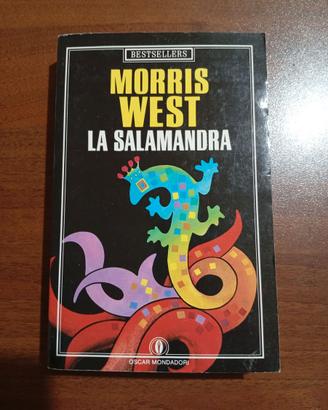 BESTSELLERS
MORRIS
WEST
LA SALAMANDRA
OSCAR MONDADORI